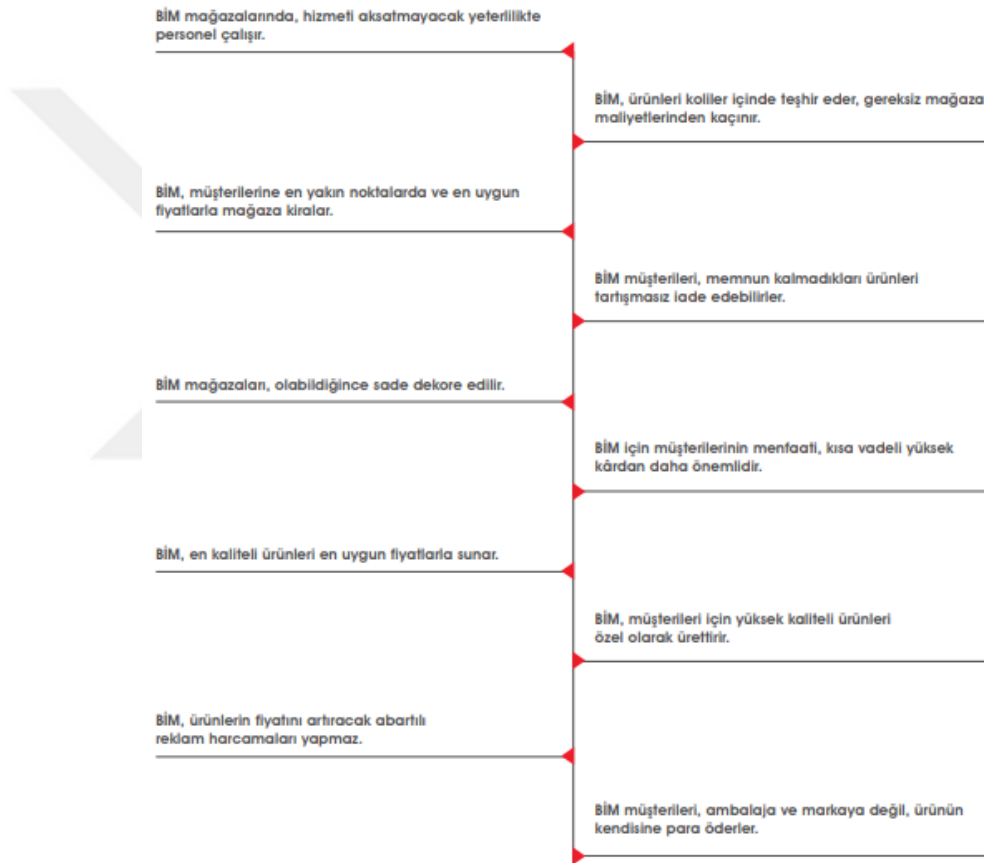 BİM mağazalarında, hizmeti aksatmayacak yeterlilikte
personel çalışır.
BİM, ürünleri koliler içinde teşhir eder, gereksiz mağaza
maliyetlerinden kaçınır.
BİM, müşterilerine en yakın noktalarda ve en uygun
fiyatlarla mağaza kiralar.
BİM müşterileri, memnun kalmadıkları ürünleri
tartışmasız iade edebilirler.
BİM mağazaları, olabildiğince sade dekore edilir.
BİM için müşterilerinin menfaati, kısa vadeli yüksek
kârdan daha önemlidir.
BİM, en kaliteli ürünleri en uygun fiyatlarla sunar.
BİM, müşterileri için yüksek kaliteli ürünleri
özel olarak ürettirir.
BİM, ürünlerin fiyatını artıracak abartılı
reklam harcamaları yapmaz.
BİM müşterileri, ambalaja ve markaya değil, ürünün
kendisine para öderler.